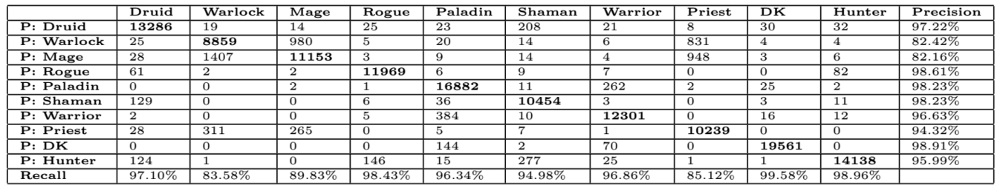 Druid Warlock Mage Rogue Paladin Shaman Warrior Priest DK Hunter Precision
P: Druid 13286 19 14 25 23 208 21 8 30 32 97.22%
P: Warlock 25 8859 980 5 20 14 6 831 4 4 82.42%
P: Mage 28 1407 11153 3 9 14 4 948 3 6 82.16%
P: Rogue 61 2 2 11969 6 9 7 0 0 82 98.61%
P: Paladin 0 0 2 1 16882 11 262 2 25 2 98.23%
P: Shaman 129 0 0 6 36 10454 3 0 3 11 98.23%
P: Warrior 2 0 0 5 384 10 12301 0 16 12 96.63%
P: Priest 28 311 265 0 5 7 1 10239 0 0 94.32%
P: DK 0 0 0 0 144 2 70 0 19561 0 98.91%
P: Hunter 124 1 0 146 15 277 25 1 1 14138 95.99%
Recall 97.10% 83.58% 89.83% 98.43% 96.34% 94.98% 96.86% 85.12% 99.58% 98.96%